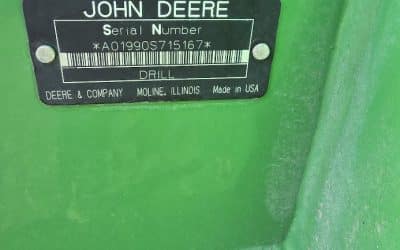 JOHN DEERE
Serial Number
*A01990S715167*
DRILL
DEERE & COMPANY MOLINE, ILLINOIS Made in USA